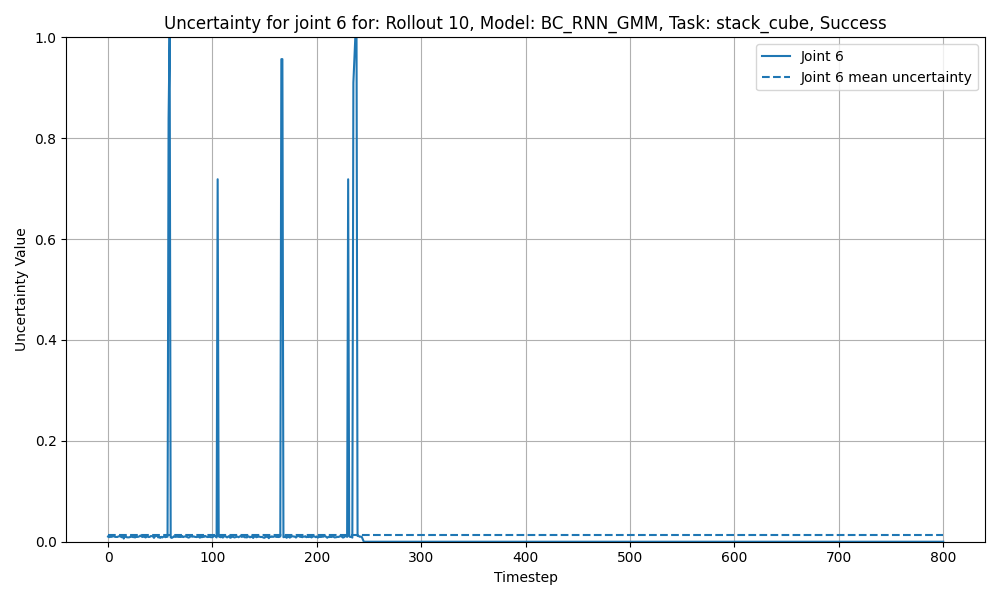 Uncertainty for joint 6 for: Rollout 10, Model: BC_RNN_GMM, Task: stack_cube, Success
Joint 6
Joint 6 mean uncertainty
Uncertainty Value
1.0
0.8
0.6
0.4
0.2
0.0
0 100 200 300 400 500 600 700 800
Timestep